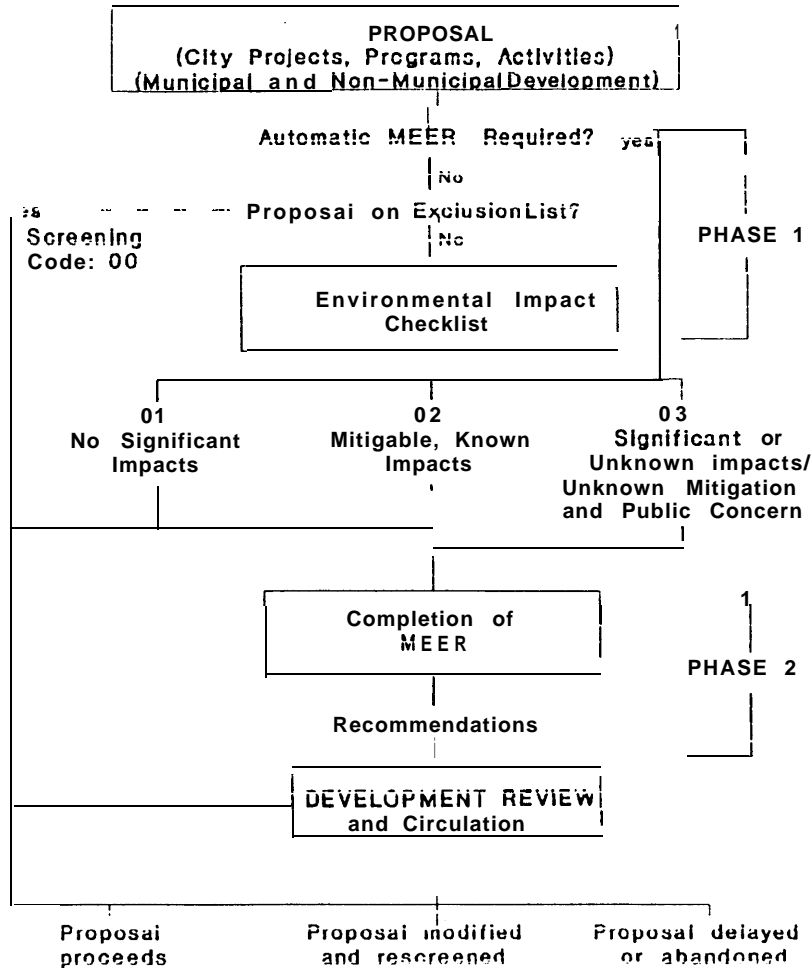 PROPOSAL
(City Projects, Programs, Activities)
(Municipal and Non-Municipal Development)
Automatic MEER Required? yes
No
Proposal on Exclusion List?
No
Screening
Code: 00
PHASE 1
Environmental Impact
Checklist
01
No Significant
Impacts
02
Mitigable, Known
Impacts
03
Significant or
Unknown impacts/
Unknown Mitigation
and Public Concern
Completion of
MEER
PHASE 2
Recommendations
DEVELOPMENT REVIEW
and Circulation
Proposal
proceeds
Proposal modified
and rescreened
Proposal delayed
or abandoned